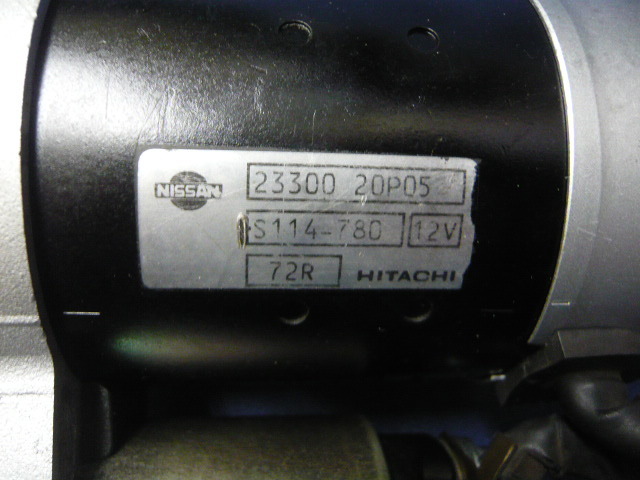 NISSAN
23300 20P05
S114-780 12V
72R HITACHI